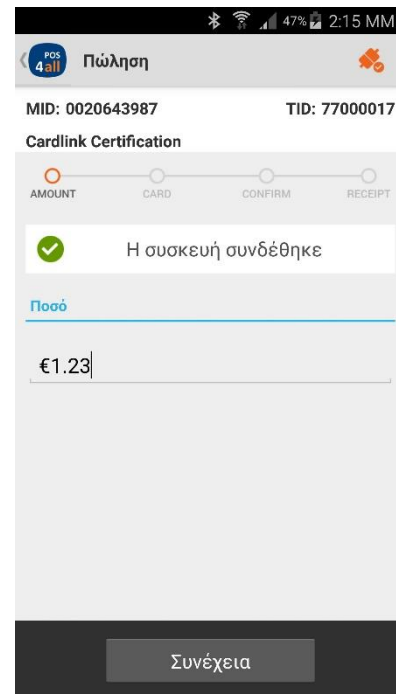 47% 2:15 MM
POS 4all Πώληση
MID: 0020643987 TID: 77000017
Cardlink Certification
AMOUNT CARD CONFIRM RECEIPT
Η συσκευή συνδέθηκε
Ποσό
€1.23
Συνέχεια